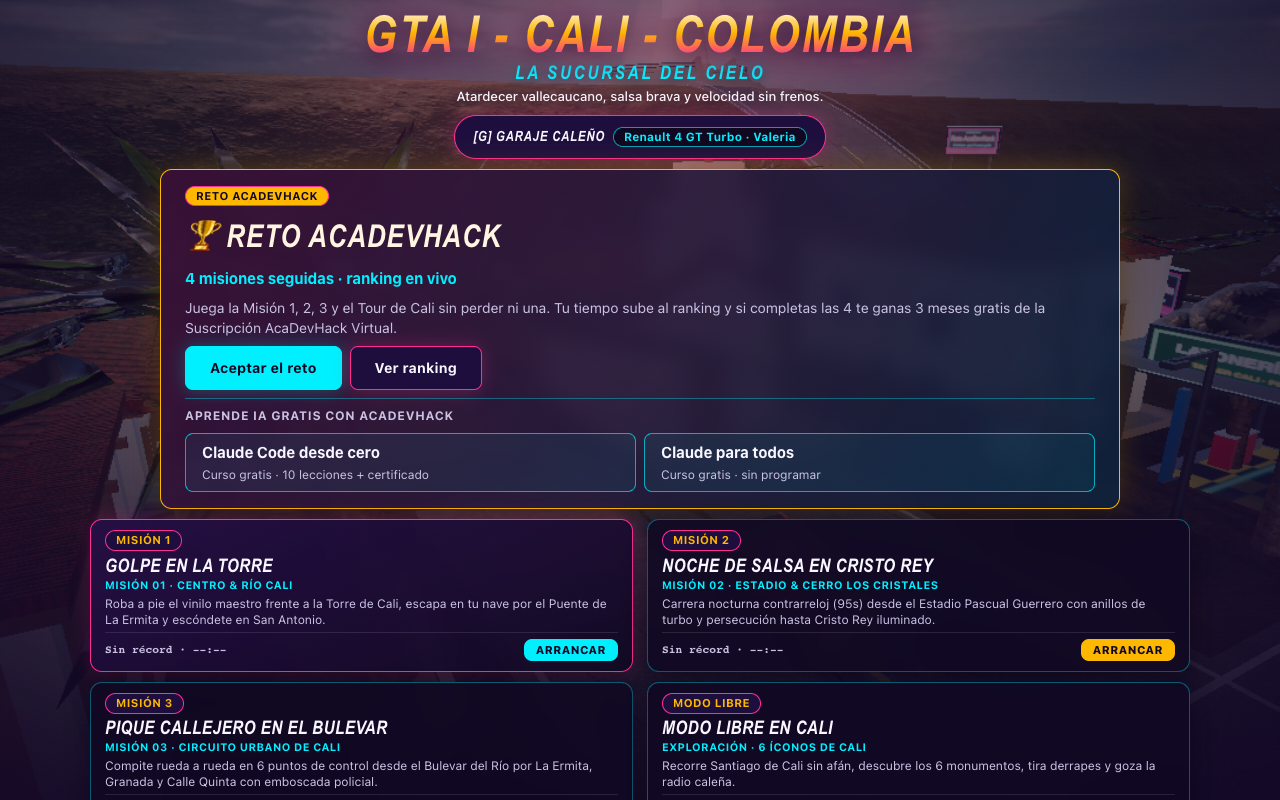 GTA I - CALI - COLOMBIA
LA SUCURSAL DEL CIELO
Atardecer vallecaucano, salsa brava y velocidad sin frenos.
[G] GARAJE CALEÑO Renault 4 GT Turbo · Valeria
RETO ACADEVHACK
🏆 RETO ACADEVHACK
4 misiones seguidas · ranking en vivo
Juega la Misión 1, 2, 3 y el Tour de Cali sin perder ni una. Tu tiempo sube al ranking y si completas las 4 te ganas 3 meses gratis de la
Suscripción AcaDevHack Virtual.
Aceptar el reto Ver ranking
APRENDE IA GRATIS CON ACADEVHACK
Claude Code desde cero
Curso gratis · 10 lecciones + certificado
Claude para todos
Curso gratis · sin programar
MISIÓN 1
GOLPE EN LA TORRE
MISIÓN 01 · CENTRO & RÍO CALI
Roba a pie el vinilo maestro frente a la Torre de Cali, escapa en tu nave por el Puente de
La Ermita y escóndete en San Antonio.
Sin récord · --:-- ARRANCAR
MISIÓN 2
NOCHE DE SALSA EN CRISTO REY
MISIÓN 02 · ESTADIO & CERRO LOS CRISTALES
Carrera nocturna contrarreloj (95s) desde el Estadio Pascual Guerrero con anillos de
turbo y persecución hasta Cristo Rey iluminado.
Sin récord · --:-- ARRANCAR
MISIÓN 3
PIQUE CALLEJERO EN EL BULEVAR
MISIÓN 03 · CIRCUITO URBANO DE CALI
Compite rueda a rueda en 6 puntos de control desde el Bulevar del Río por La Ermita,
Granada y Calle Quinta con emboscada policial.
MODO LIBRE
MODO LIBRE EN CALI
EXPLORACIÓN · 6 ÍCONOS DE CALI
Recorre Santiago de Cali sin afán, descubre los 6 monumentos, tira derrapes y goza la
radio caleña.